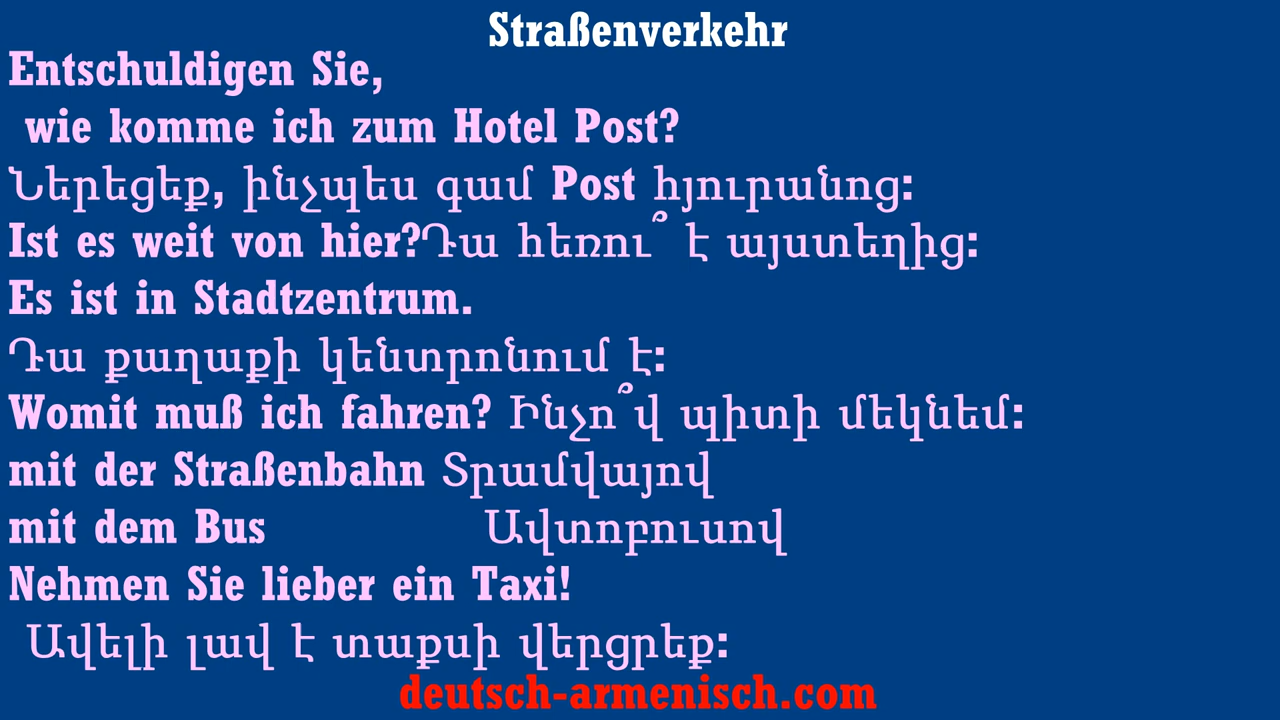 Straßenverkehr
Entschuldigen Sie,
wie komme ich zum Hotel Post?
Ներեցեք, ինչպես գամ Post հյուրանոց:
Ist es weit von hier?Դա հեռու՞ է այստեղից:
Es ist in Stadtzentrum.
Դա քաղաքի կենտրոնում է:
Womit muß ich fahren? Ինչո՞վ պիտի մեկնեմ:
mit der Straßenbahn Տրամվայով
mit dem Bus Ավտոբուսով
Nehmen Sie lieber ein Taxi!
Ավելի լավ է տաքսի վերցրեք:
deutsch-armenisch.com